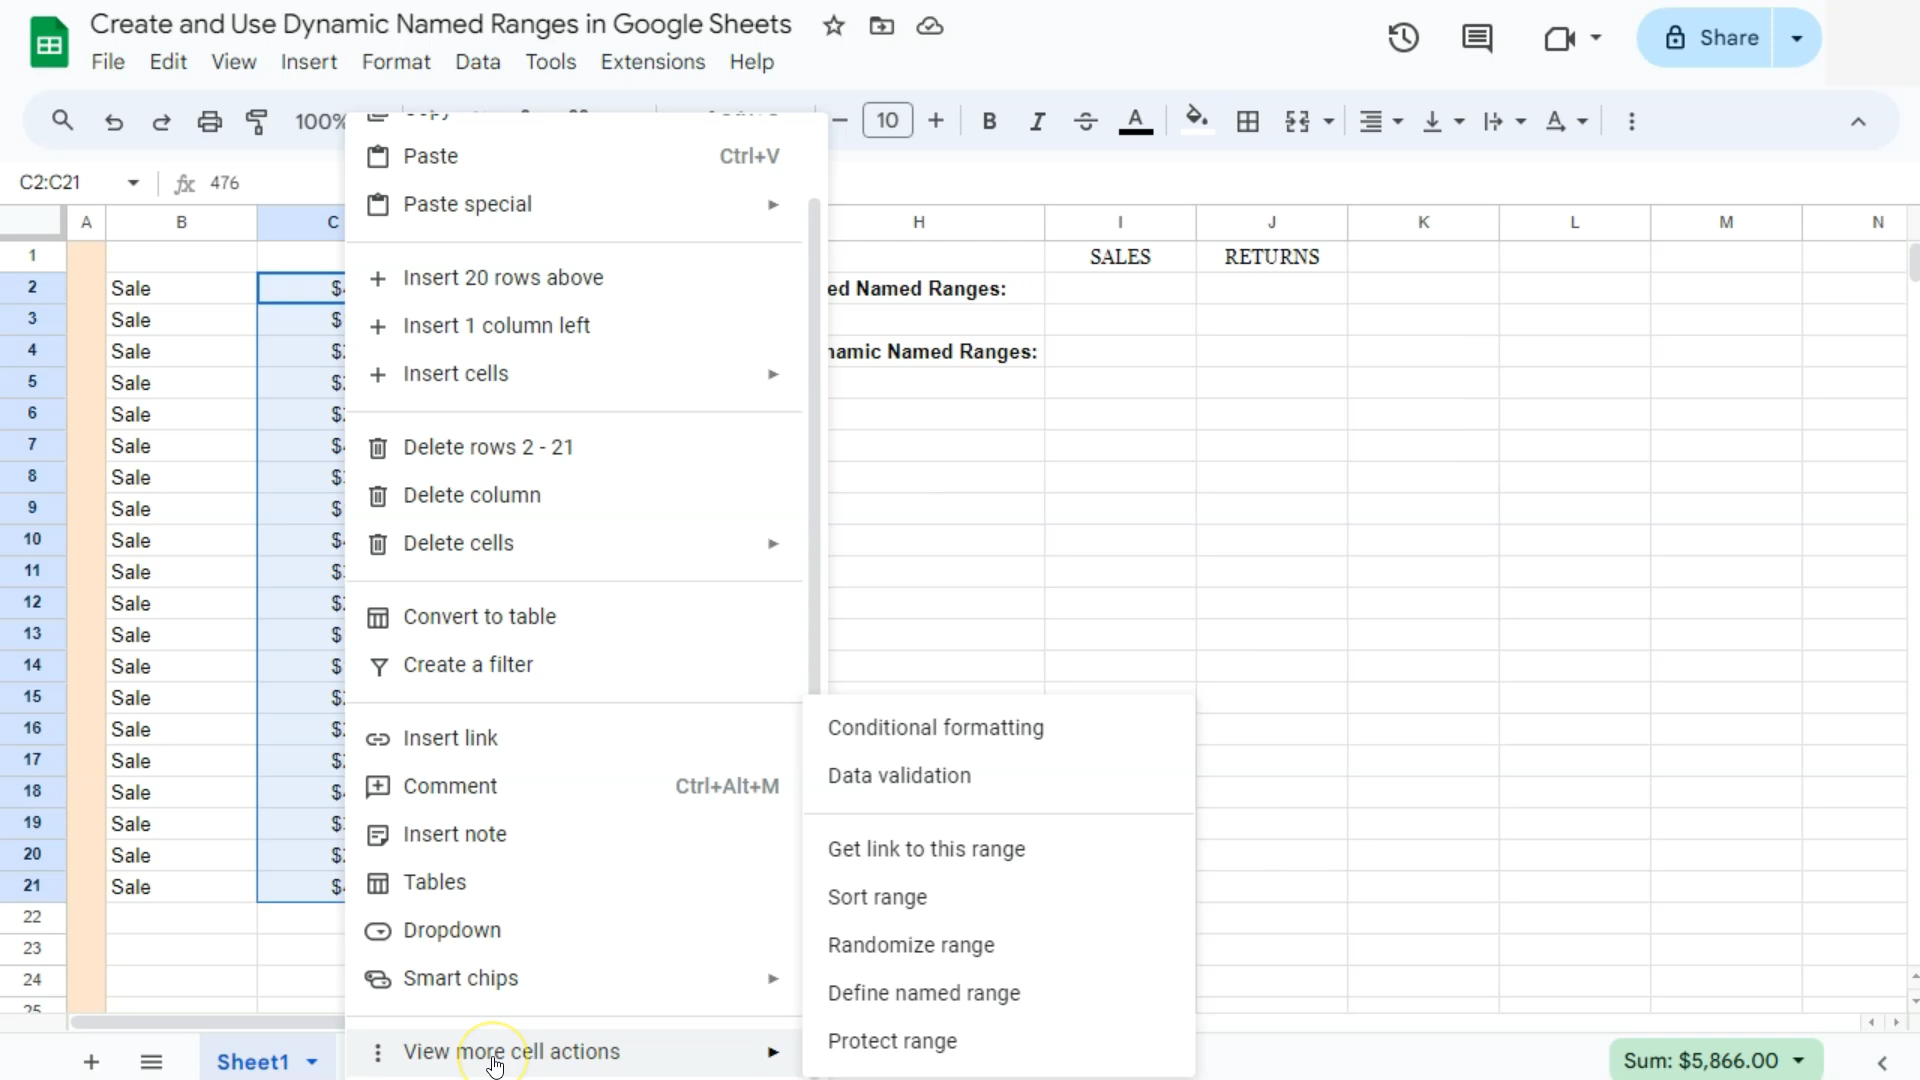 Create and Use Dynamic Named Ranges in Google Sheets
File Edit View Insert Format Data Tools Extensions Help
Share
100%
10
C2:C21
476
A B C H I J K L M N
1 SALES RETURNS
2 Sale ed Named Ranges:
3 Sale
4 Sale namic Named Ranges:
5 Sale
6 Sale
7 Sale
8 Sale
9 Sale
10 Sale
11 Sale
12 Sale
13 Sale
14 Sale
15 Sale
16 Sale
17 Sale
18 Sale
19 Sale
20 Sale
21 Sale
22
23
24
25
Paste Ctrl+V
Paste special
Insert 20 rows above
Insert 1 column left
Insert cells
Delete rows 2 - 21
Delete column
Delete cells
Convert to table
Create a filter
Insert link
Comment Ctrl+Alt+M
Insert note
Tables
Dropdown
Smart chips
View more cell actions
Conditional formatting
Data validation
Get link to this range
Sort range
Randomize range
Define named range
Protect range
Sheet1
Sum: $5,866.00